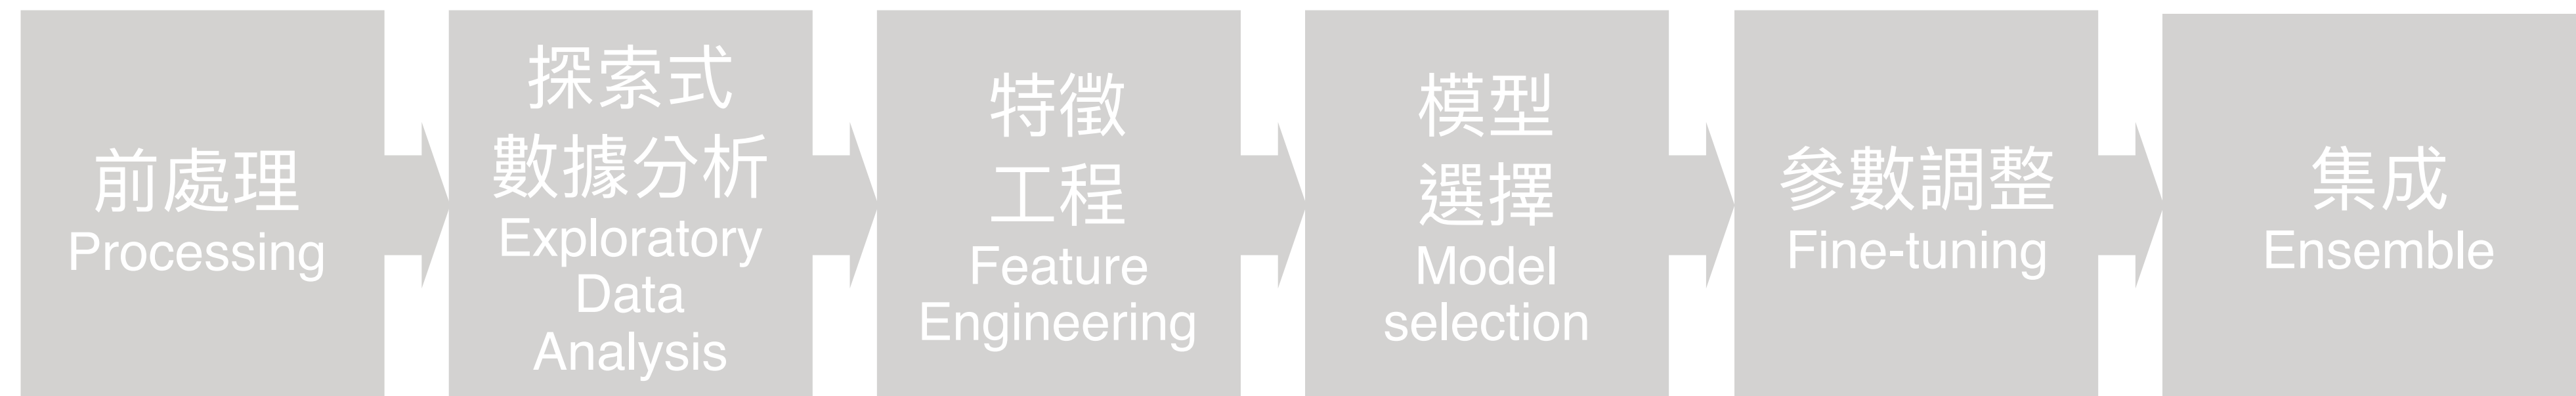 前處理
Processing
探索式
數據分析
Exploratory
Data
Analysis
特徵
工程
Feature
Engineering
模型
選擇
Model
selection
參數調整
Fine-tuning
集成
Ensemble